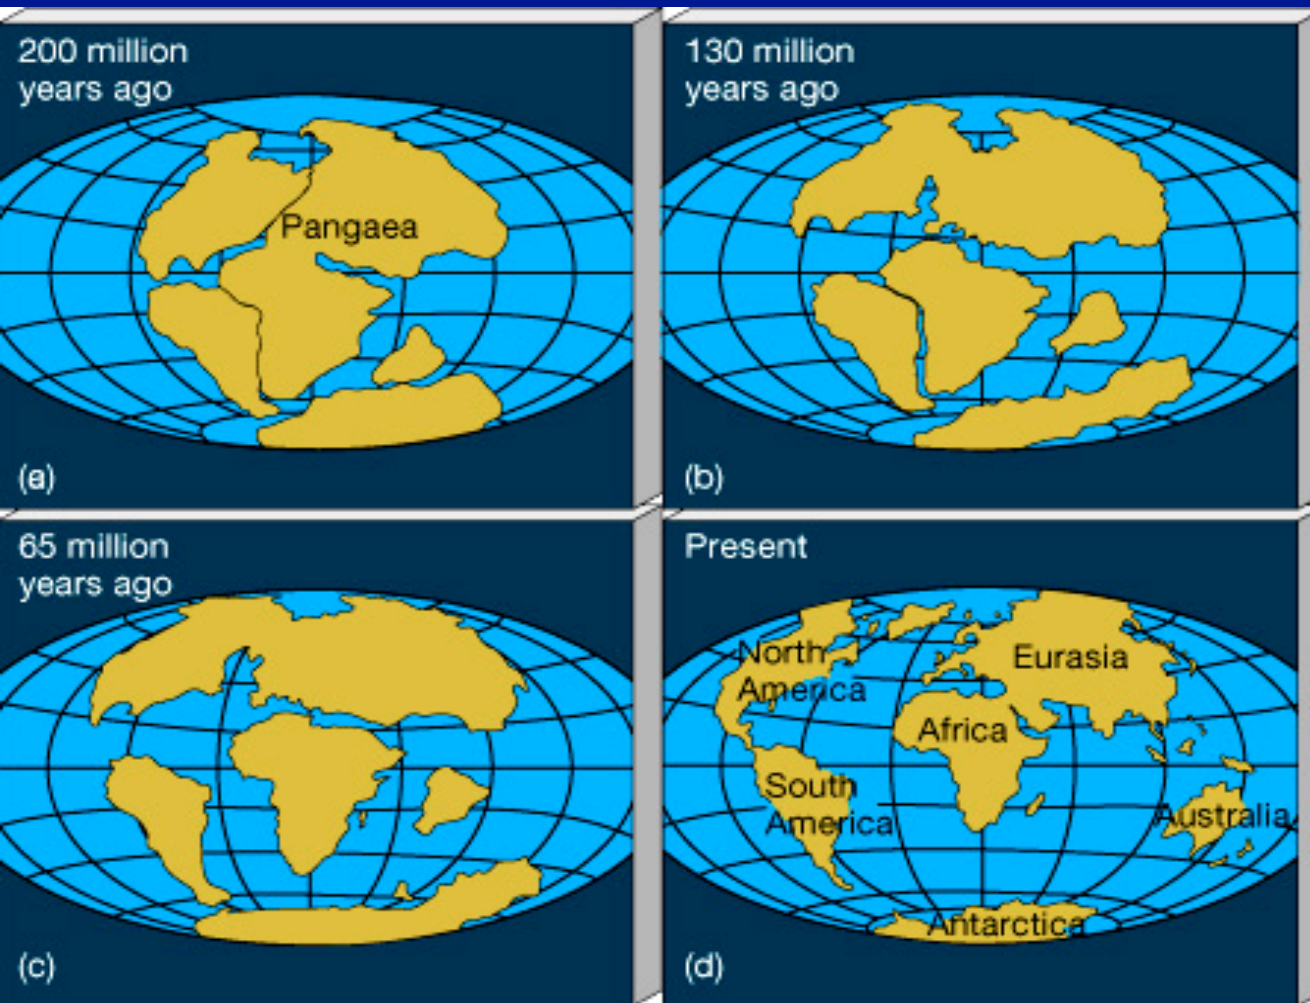 200 million
years ago
Pangaea
(a)
130 million
years ago
(b)
65 million
years ago
(c)
Present
North
America
Eurasia
Africa
South
America
Australia
Antarctica
(d)